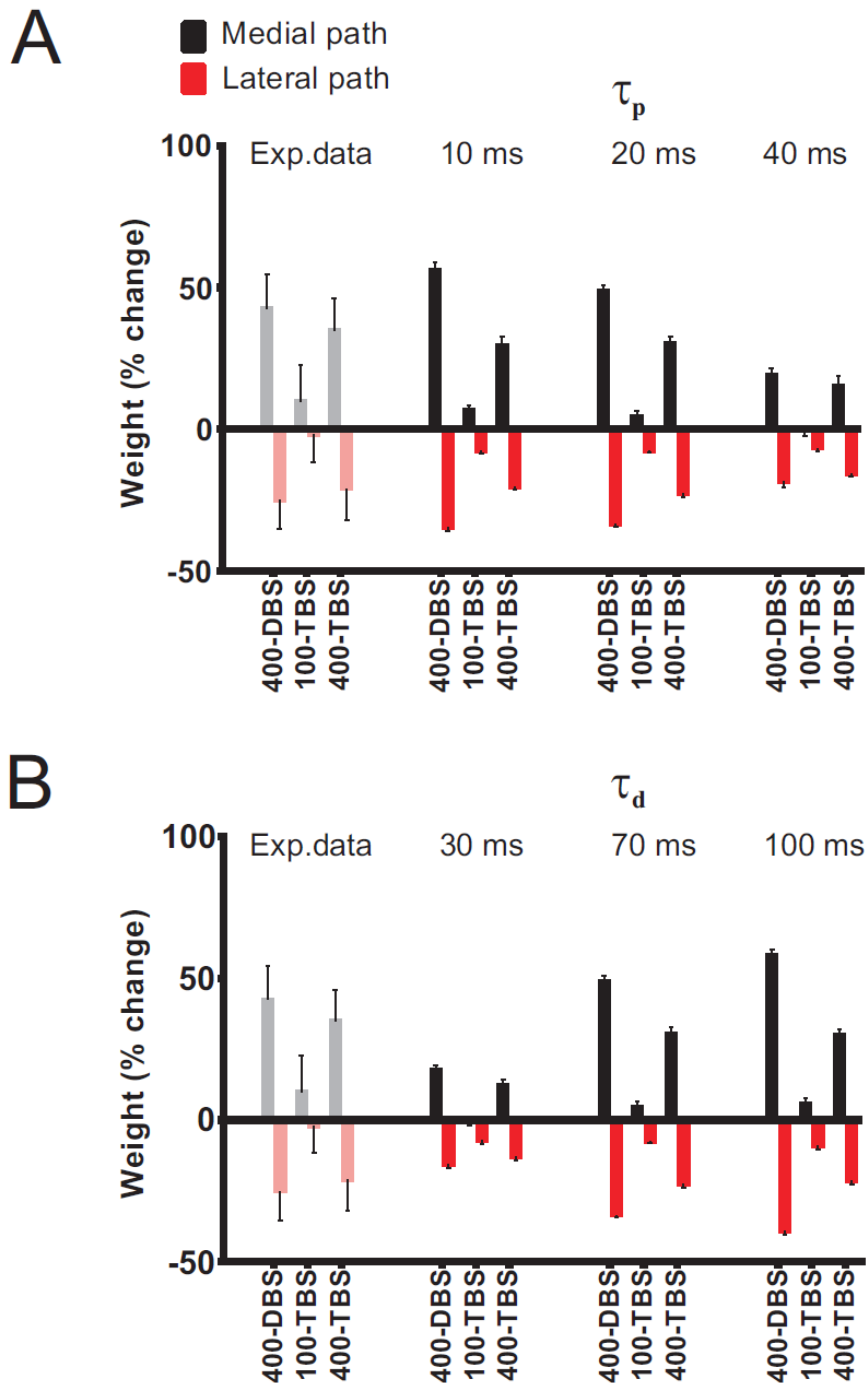 A
Medial path
Lateral path
τp
Exp.data 10 ms 20 ms 40 ms
Weight (% change)
100
50
0
-50
400-DBS 100-TBS 400-TBS 400-DBS 100-TBS 400-TBS 400-DBS 100-TBS 400-TBS 400-DBS 100-TBS 400-TBS
B
τd
Exp.data 30 ms 70 ms 100 ms
Weight (% change)
100
50
0
-50
400-DBS 100-TBS 400-TBS 400-DBS 100-TBS 400-TBS 400-DBS 100-TBS 400-TBS 400-DBS 100-TBS 400-TBS